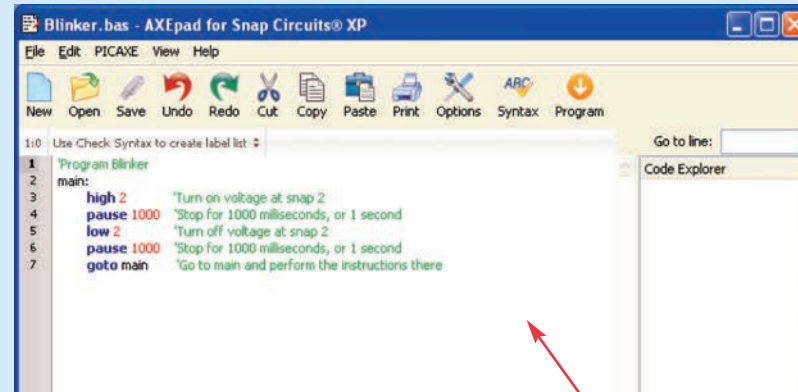 Blinker.bas - AXEpad for Snap Circuits® XP
File Edit PICAXE View Help
New Open Save Undo Redo Cut Copy Paste Print Options ABC Syntax Program
1:0 Use Check Syntax to create label list Go to line:
Code Explorer
1 'Program Blinker
2 main:
3 high 2 'Turn on voltage at snap 2
4 pause 1000 'Stop for 1000 milliseconds, or 1 second
5 low 2 'Turn off voltage at snap 2
6 pause 1000 'Stop for 1000 milliseconds, or 1 second
7 goto main 'Go to main and perform the instructions there